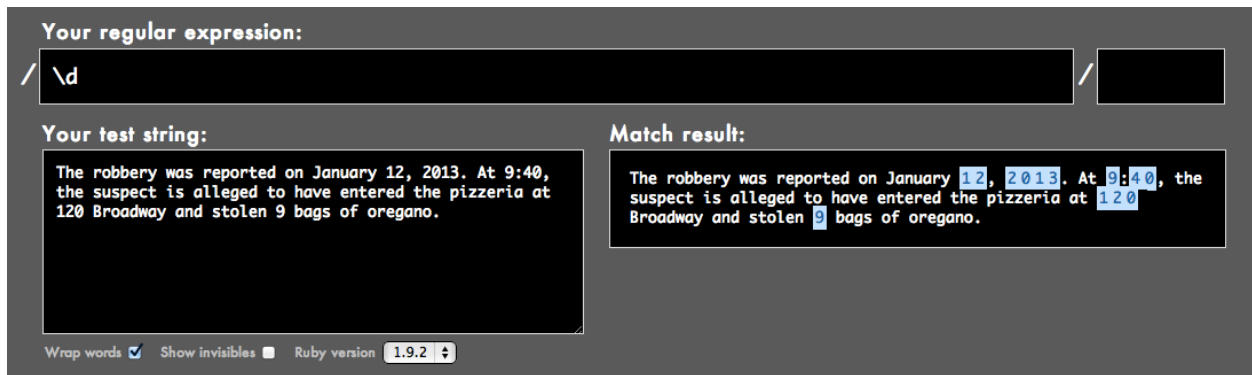 Your regular expression:
/ \d /
Your test string:
The robbery was reported on January 12, 2013. At 9:40,
the suspect is alleged to have entered the pizzeria at
120 Broadway and stolen 9 bags of oregano.
Match result:
The robbery was reported on January 12, 2013. At 9:40, the
suspect is alleged to have entered the pizzeria at 120
Broadway and stolen 9 bags of oregano.
Wrap words Show invisibles Ruby version 1.9.2